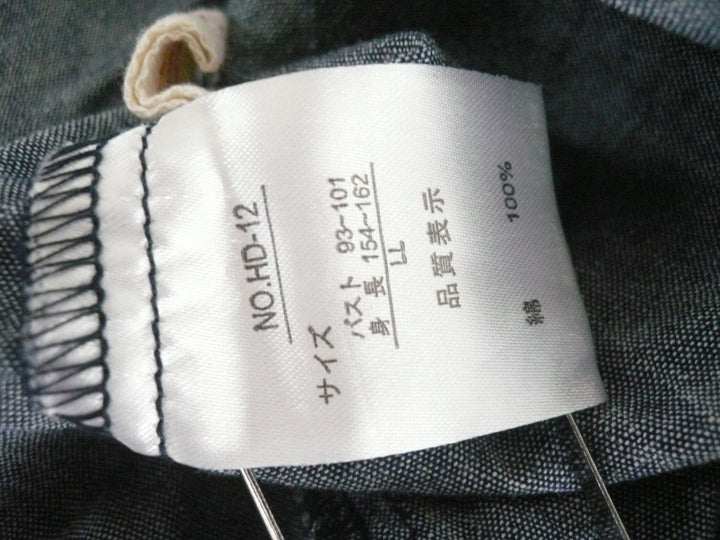 NO.HD-12
サイズ
バスト 93~101
身 長 154~162
LL
品質表示
綿 100%